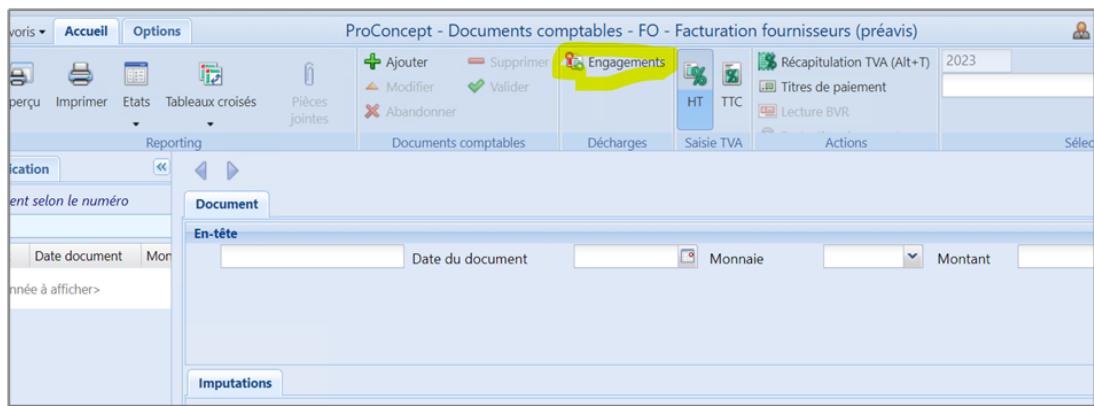 voris Accueil Options ProConcept - Documents comptables - FO - Facturation fournisseurs (préavis)
Ajouter Supprimer Engagements Récapitulation TVA (Alt+T) 2023
Modifier Valider Titres de paiement
perçu Imprimer Etats Tableaux croisés Pièces jointes Abandonner HT TTC Lecture BVR
Reporting Documents comptables Décharges Saisie TVA Actions Sélec
ication
ent selon le numéro Document
En-tête
Date document Mon Date du document Monnaie Montant
nnée à afficher>
Imputations